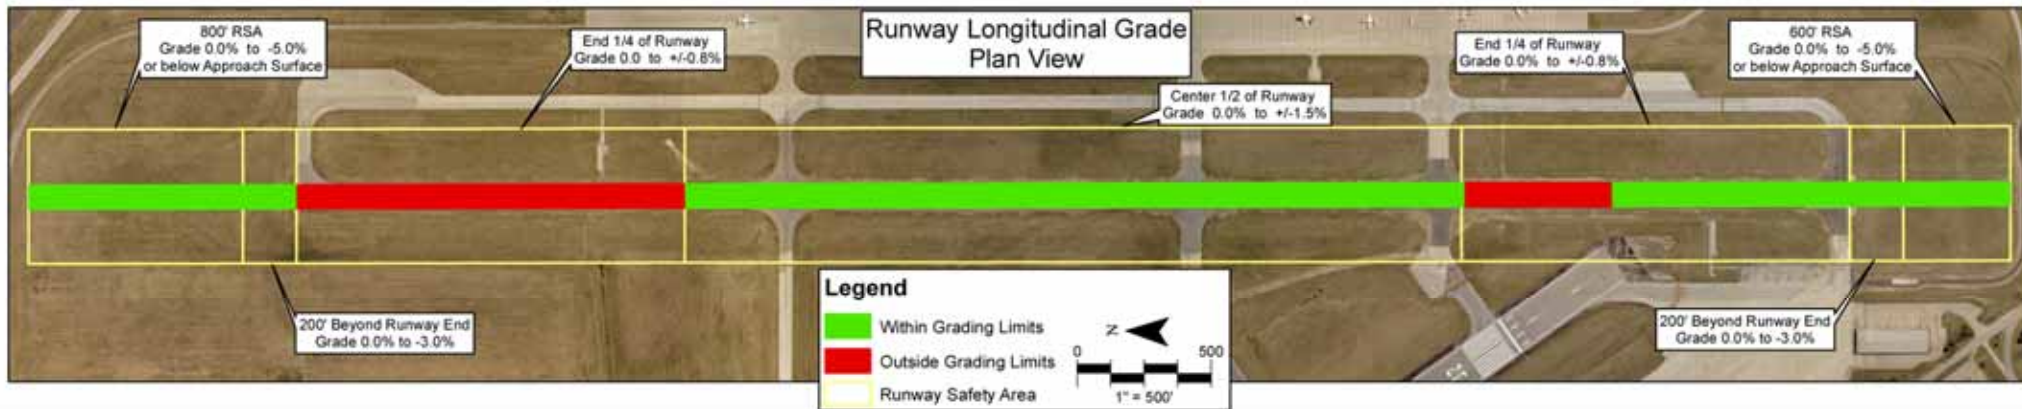 Runway Longitudinal Grade
Plan View
800' RSA
Grade 0.0% to -5.0%
or below Approach Surface
End 1/4 of Runway
Grade 0.0 to +/-0.8%
Center 1/2 of Runway
Grade 0.0% to +/-1.5%
End 1/4 of Runway
Grade 0.0% to +/-0.8%
600' RSA
Grade 0.0% to -5.0%
or below Approach Surface
200' Beyond Runway End
Grade 0.0% to -3.0%
200' Beyond Runway End
Grade 0.0% to -3.0%
Legend
Within Grading Limits
Outside Grading Limits
Runway Safety Area
N
0 500
1" = 500'